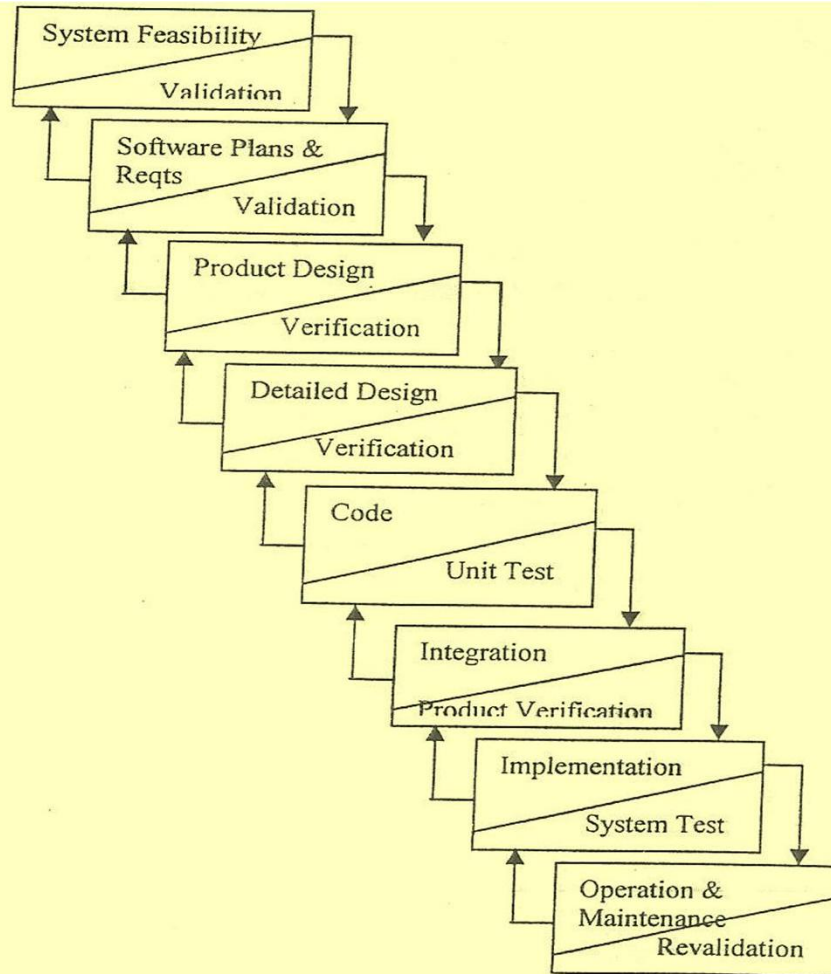 System Feasibility
Validation
Software Plans &
Reqts
Validation
Product Design
Verification
Detailed Design
Verification
Code
Unit Test
Integration
Product Verification
Implementation
System Test
Operation &
Maintenance
Revalidation